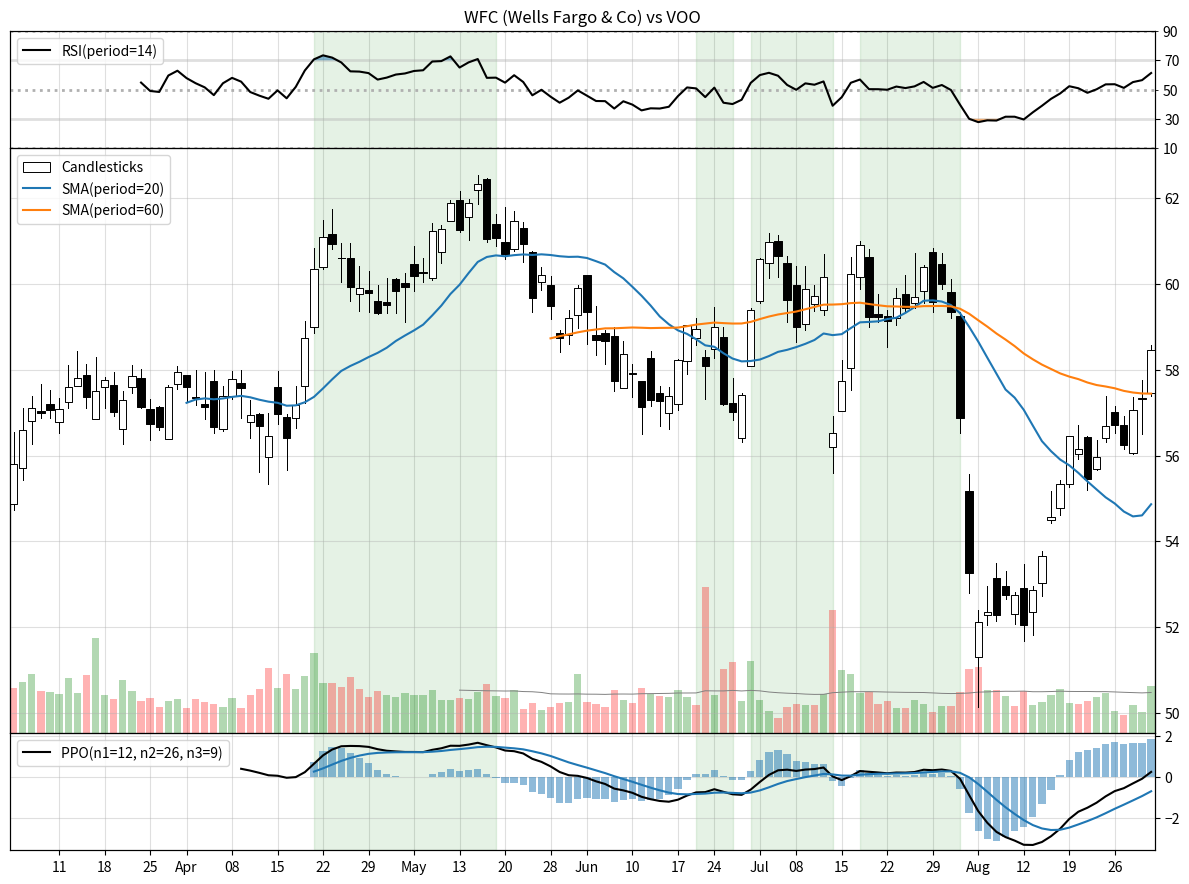 WFC (Wells Fargo & Co) vs VOO
RSI(period=14)
90
70
50
30
10
Candlesticks
SMA(period=20)
SMA(period=60)
62
60
58
56
54
52
50
PPO(n1=12, n2=26, n3=9)
2
0
−2
11 18 25 Apr 08 15 22 29 May 13 20 28 Jun 10 17 24 Jul 08 15 22 29 Aug 12 19 26